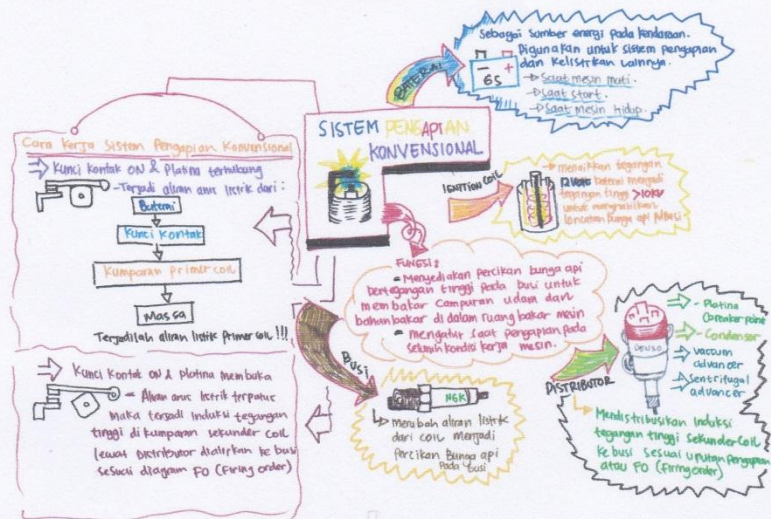 SISTEM PENGAPIAN
KONVENSIONAL
BATERAI
Sebagai sumber energi pada kendaraan.
Digunakan untuk sistem pengapian
dan kelistrikan lainnya.
- 6S +
→ Saat mesin mati.
→ Saat start.
→ Saat mesin hidup.
IGNITION COIL
→ menaikkan tegangan
12 Volt baterai menjadi
tegangan tinggi >10KV
untuk menghasilkan
loncatan bunga api
FUNGSI:
- Menyediakan percikan bunga api
bertegangan tinggi pada busi untuk
membakar campuran udara dan
bahan bakar di dalam ruang bakar mesin
- mengatur saat pengapian pada
seluruh kondisi kerja mesin.
DISTRIBUTOR
DENSO
- Platina
(breaker point)
- Condensor
vacuum
advancer
sentrifugal
advancer
Mendistribusikan induksi
tegangan tinggi sekunder coil
ke busi sesuai urutan pengapian
atau FO (Firing order)
BUSI
NGK
merubah aliran listrik
dari coil menjadi
percikan bunga api
pada busi
Cara Kerja Sistem Pengapian Konvensional
⇒ Kunci kontak ON & Platina terhubung
- Terjadi aliran arus listrik dari:
Baterai
Kunci Kontak
Kumparan primer coil
Massa
Terjadilah aliran listrik primer coil !!!
⇒ Kunci kontak ON & Platina membuka
- Aliran arus listrik terputus
maka terjadi induksi tegangan
tinggi di kumparan sekunder coil
lewat Distributor dialirkan ke busi
sesuai diagram FO (Firing order)